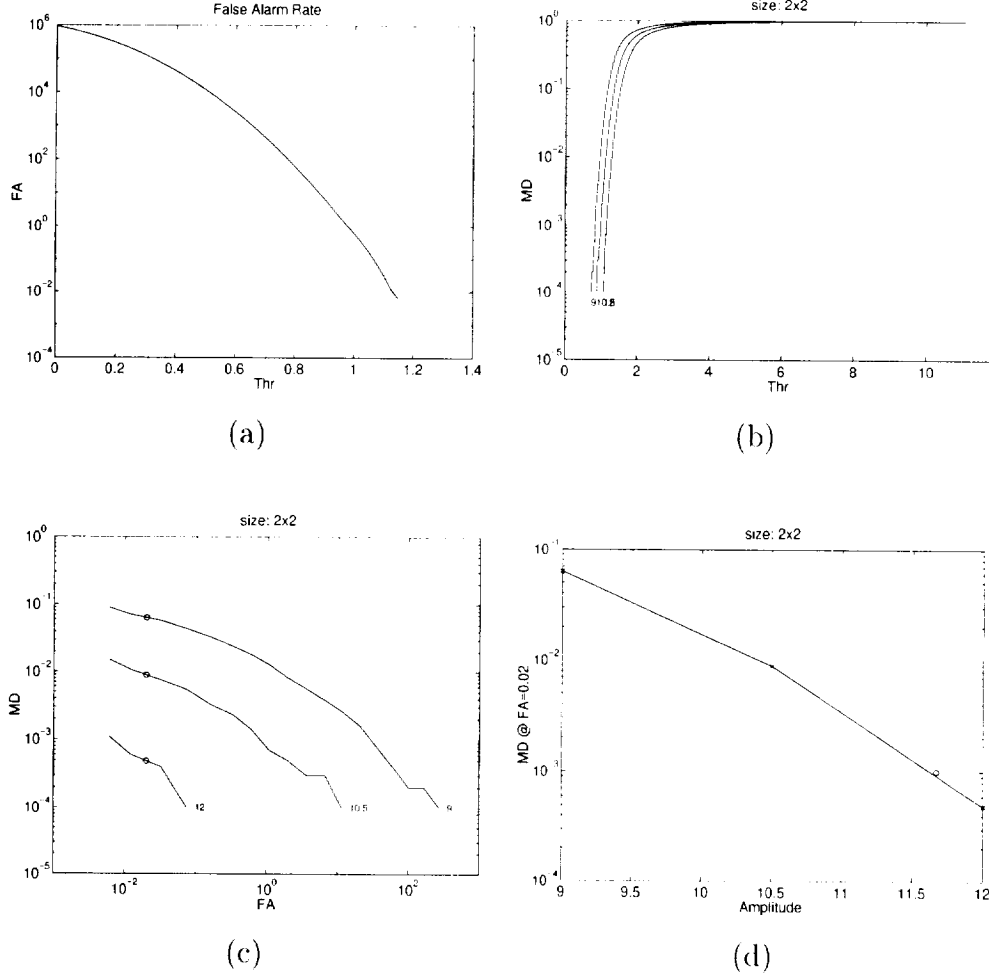 False Alarm Rate
10^6
10^4
10^2
10^0
10^-2
10^-4
FA
0 0.2 0.4 0.6 0.8 1 1.2 1.4
Thr
(a)
size: 2x2
10^0
10^-1
10^-2
10^-3
10^-4
10^-5
MD
0 2 4 6 8 10
Thr
(b)
size: 2x2
10^0
10^-1
10^-2
10^-3
10^-4
10^-5
MD
12 10.5 9
10^-2 10^0 10^2
FA
(c)
size: 2x2
10^-1
10^-2
10^-3
10^-4
MD @ FA=0.02
9 9.5 10 10.5 11 11.5 12
Amplitude
(d)